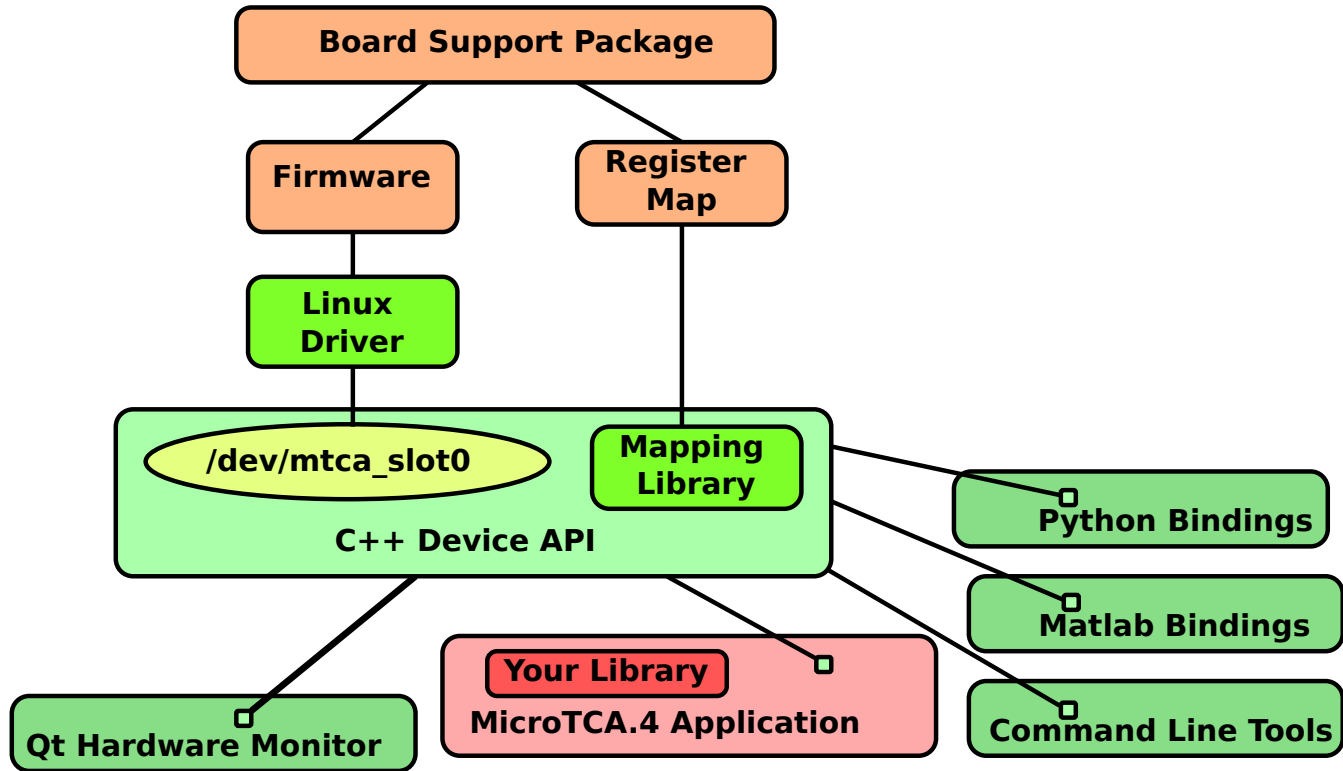 Board Support Package
Firmware
Register
Map
Linux
Driver
/dev/mtca_slot0
Mapping
Library
C++ Device API
Python Bindings
Matlab Bindings
Your Library
MicroTCA.4 Application
Command Line Tools
Qt Hardware Monitor